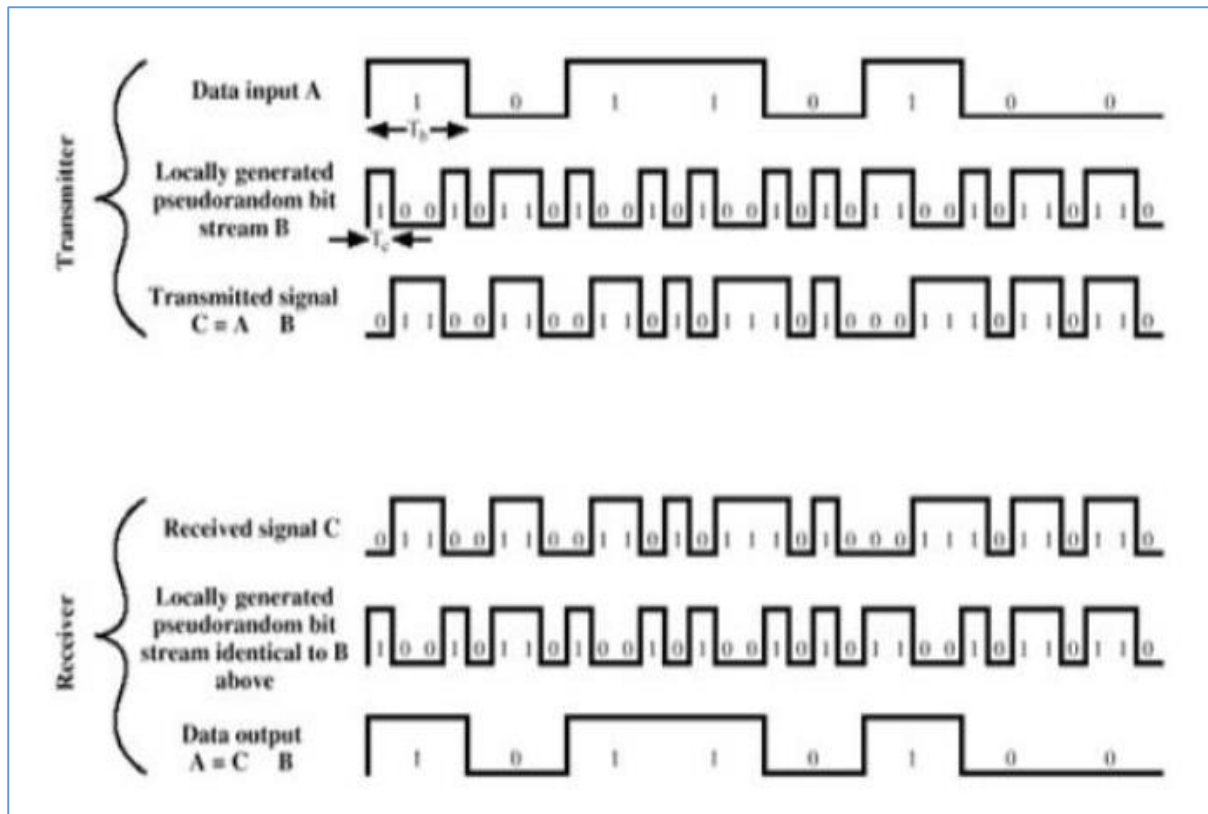 Transmitter
Data input A
1 0 1 1 0 1 0 0
T_b
Locally generated
pseudorandom bit
stream B
1 0 0 1 0 1 1 0 1 0 0 1 0 1 0 0 1 0 1 0 1 1 0 0 1 0 1 1 0 1 1 0
T_c
Transmitted signal
C = A B
0 1 1 0 0 1 1 0 0 1 1 0 1 0 1 1 1 0 1 0 0 0 1 1 1 0 1 1 0 1 1 0
Receiver
Received signal C
0 1 1 0 0 1 1 0 0 1 1 0 1 0 1 1 1 0 1 0 0 0 1 1 1 0 1 1 0 1 1 0
Locally generated
pseudorandom bit
stream identical to B
above
1 0 0 1 0 1 1 0 1 0 0 1 0 1 0 0 1 0 1 0 1 1 0 0 1 0 1 1 0 1 1 0
Data output
A = C B
1 0 1 1 0 1 0 0